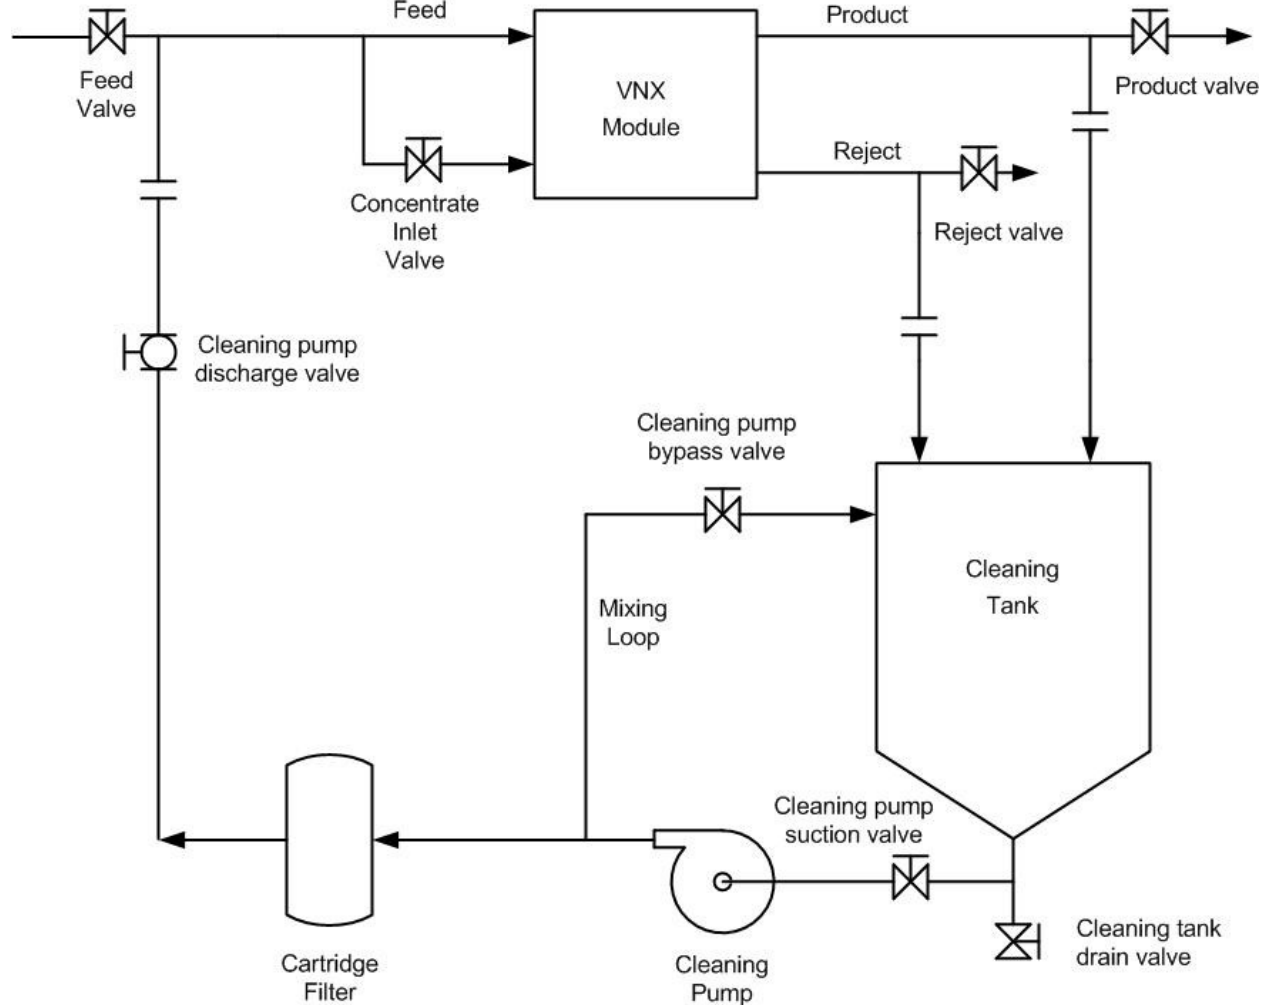 Feed
Product
Feed
Valve
VNX
Module
Product valve
Reject
Concentrate
Inlet
Valve
Reject valve
Cleaning pump
discharge valve
Cleaning pump
bypass valve
Cleaning
Tank
Mixing
Loop
Cleaning pump
suction valve
Cleaning tank
drain valve
Cartridge
Filter
Cleaning
Pump